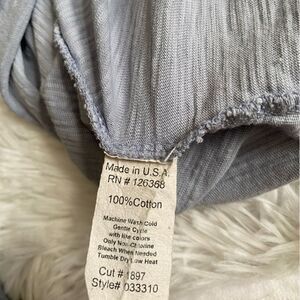 Made in U.S.A.
RN # 126368
100%Cotton
Machine Wash Cold
Gentle Cycle
with like colors
Only Non-Chlorine
Bleach When Needed
Tumble Dry Low Heat
Cut # 1897
Style# 033310